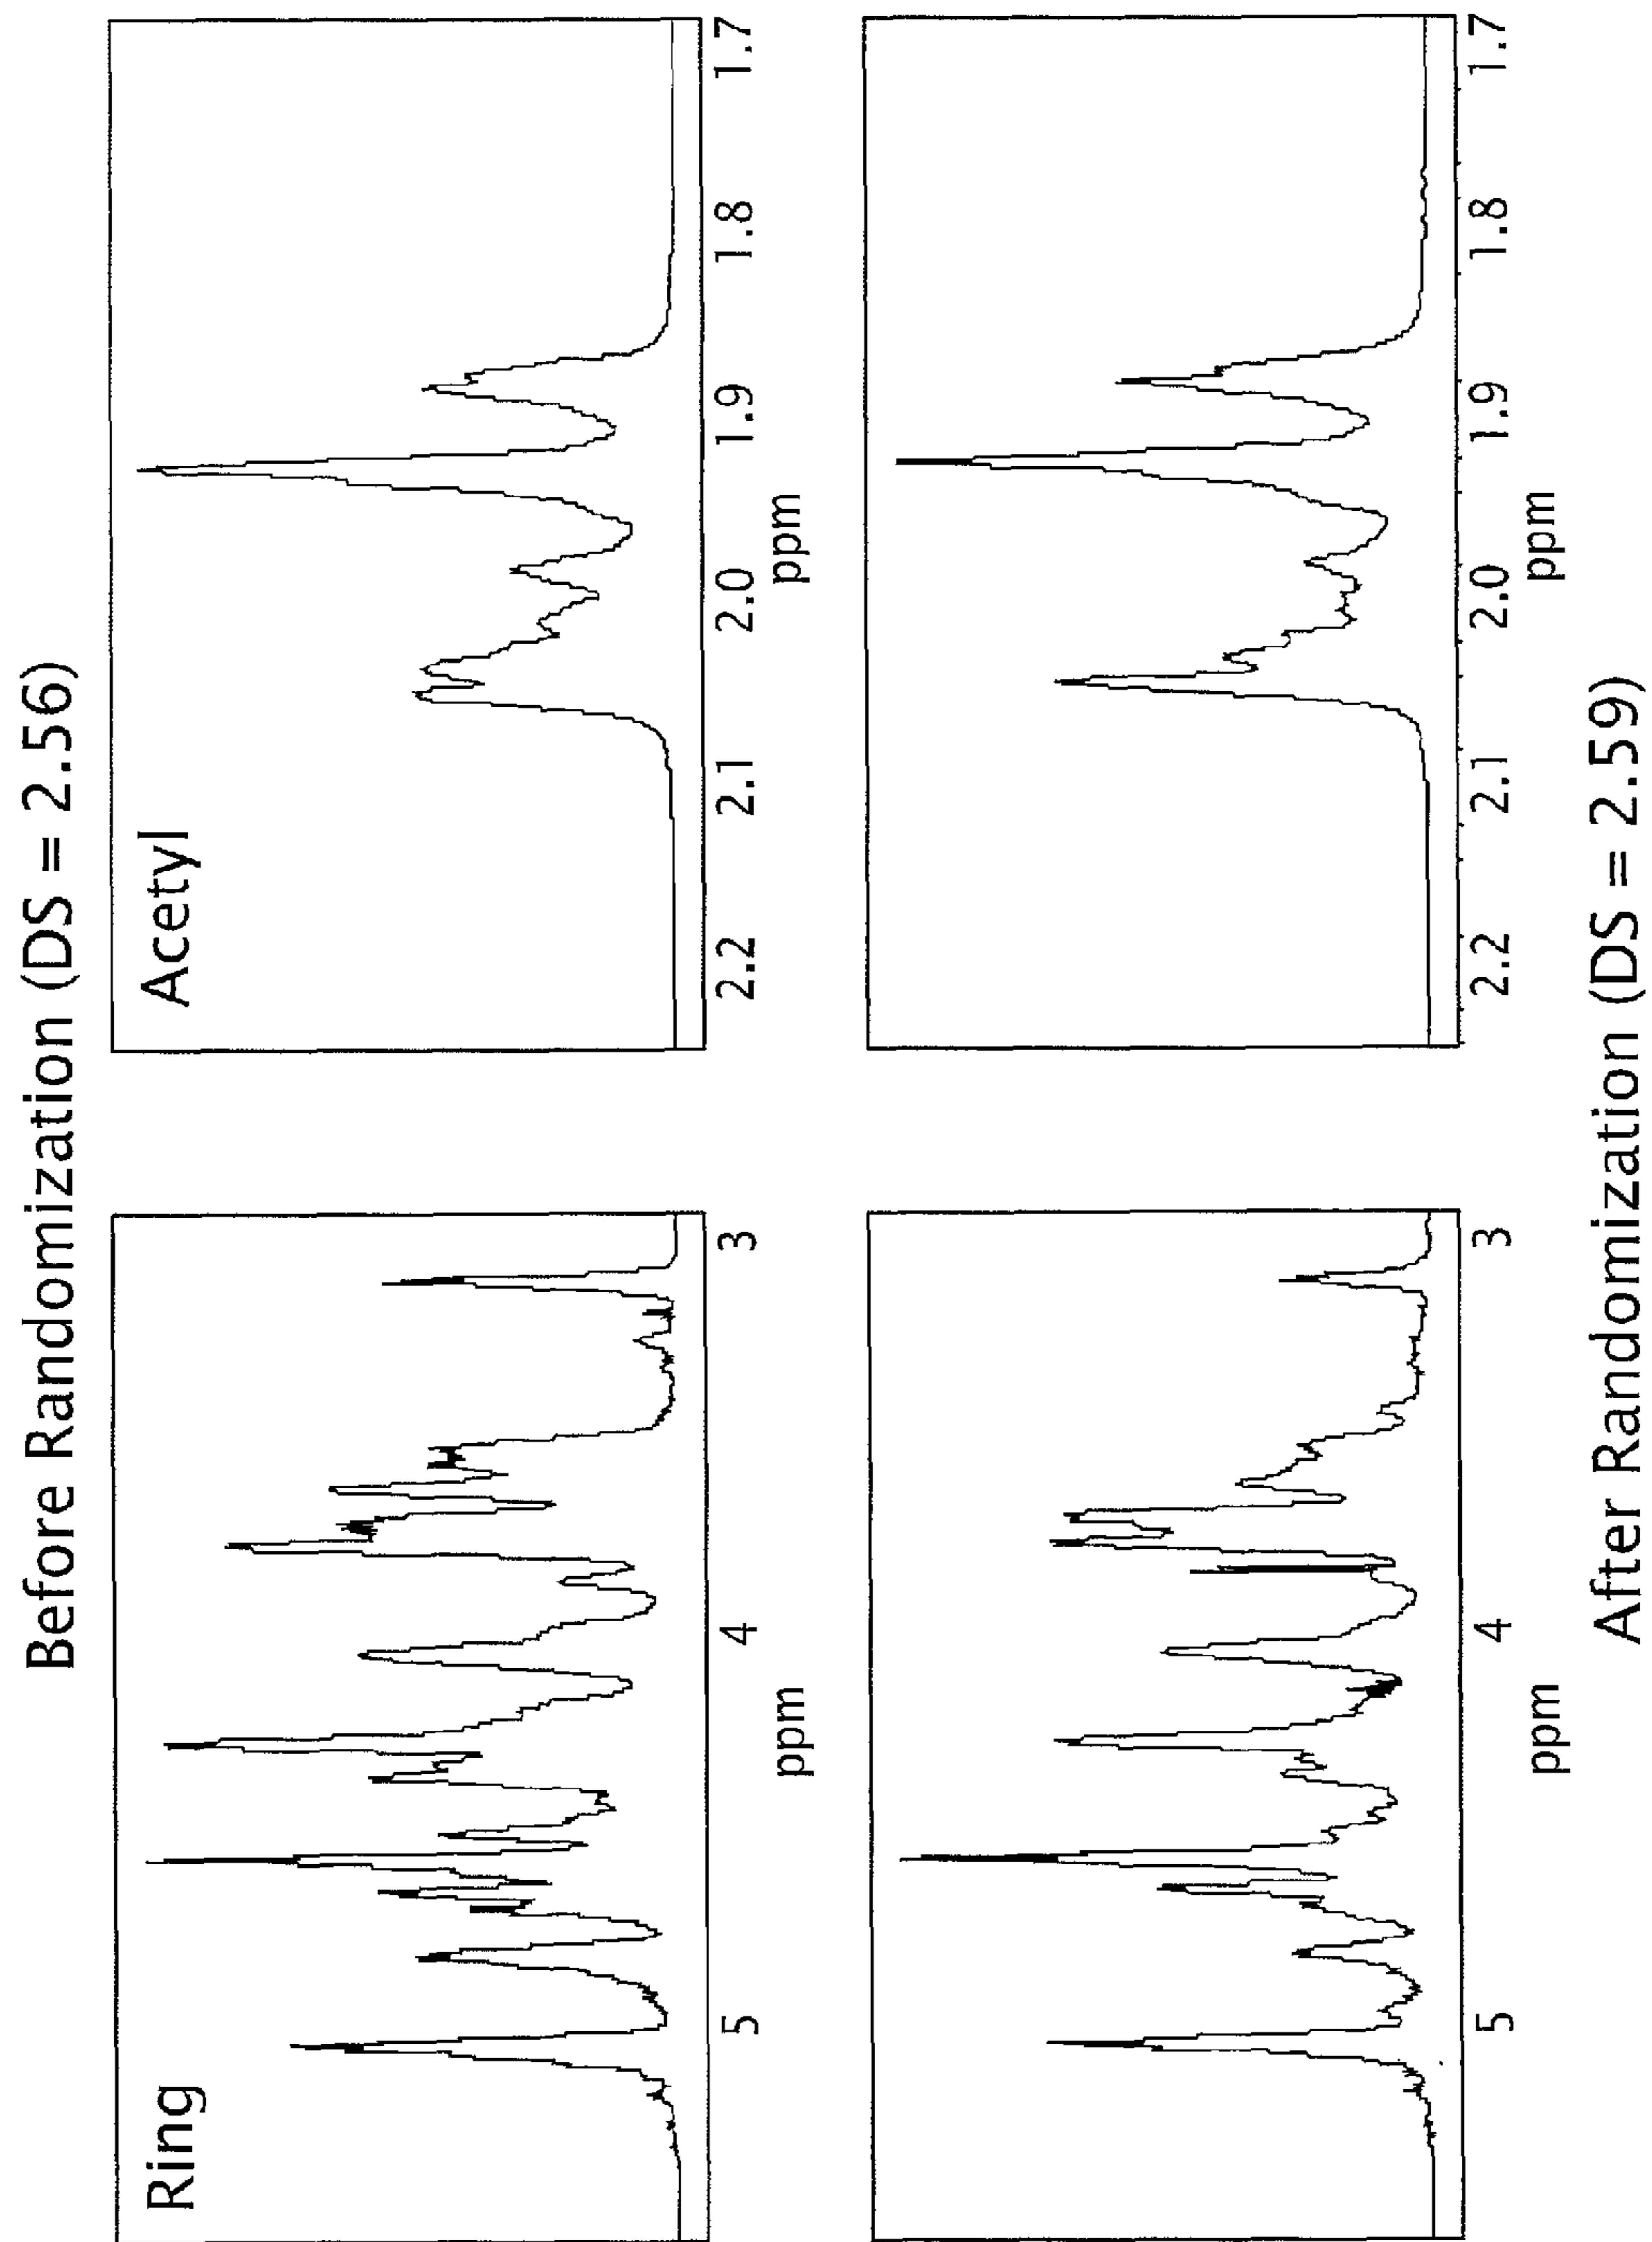 Before Randomization (DS = 2.56)
Ring
5 4 3
ppm
Acetyl
2.2 2.1 2.0 1.9 1.8 1.7
ppm
5 4 3
ppm
2.2 2.1 2.0 1.9 1.8 1.7
ppm
After Randomization (DS = 2.59)